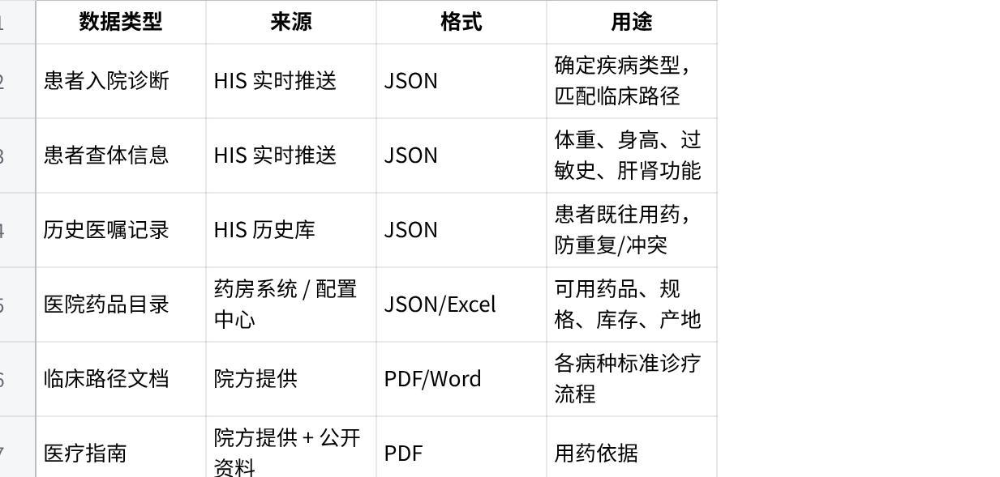 1 数据类型 来源 格式 用途
2 患者入院诊断 HIS 实时推送 JSON 确定疾病类型，
匹配临床路径
3 患者查体信息 HIS 实时推送 JSON 体重、身高、过
敏史、肝肾功能
4 历史医嘱记录 HIS 历史库 JSON 患者既往用药，
防重复/冲突
5 医院药品目录 药房系统 / 配置
中心 JSON/Excel 可用药品、规
格、库存、产地
6 临床路径文档 院方提供 PDF/Word 各病种标准诊疗
流程
7 医疗指南 院方提供 + 公开
资料 PDF 用药依据